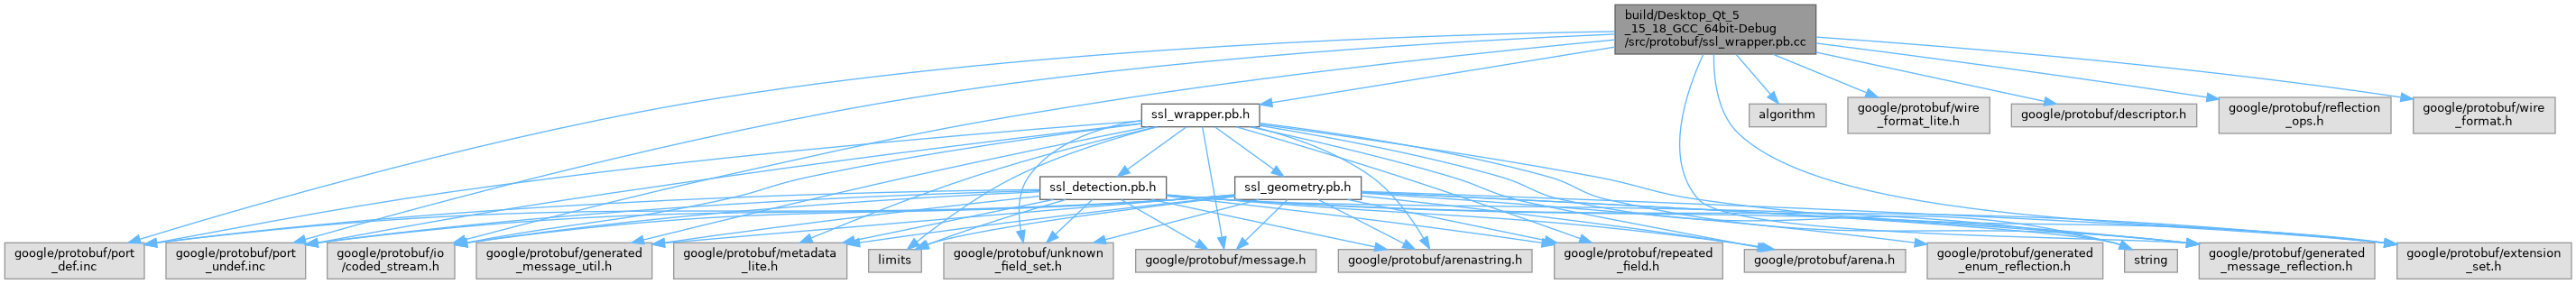 build/Desktop_Qt_5
_15_18_GCC_64bit-Debug
/src/protobuf/ssl_wrapper.pb.cc
ssl_wrapper.pb.h
algorithm
google/protobuf/wire
_format_lite.h
google/protobuf/descriptor.h
google/protobuf/reflection
_ops.h
google/protobuf/wire
_format.h
ssl_detection.pb.h
ssl_geometry.pb.h
google/protobuf/port
_def.inc
google/protobuf/port
_undef.inc
google/protobuf/io
/coded_stream.h
google/protobuf/generated
_message_util.h
google/protobuf/metadata
_lite.h
limits
google/protobuf/unknown
_field_set.h
google/protobuf/message.h
google/protobuf/arenastring.h
google/protobuf/repeated
_field.h
google/protobuf/arena.h
google/protobuf/generated
_enum_reflection.h
string
google/protobuf/generated
_message_reflection.h
google/protobuf/extension
_set.h